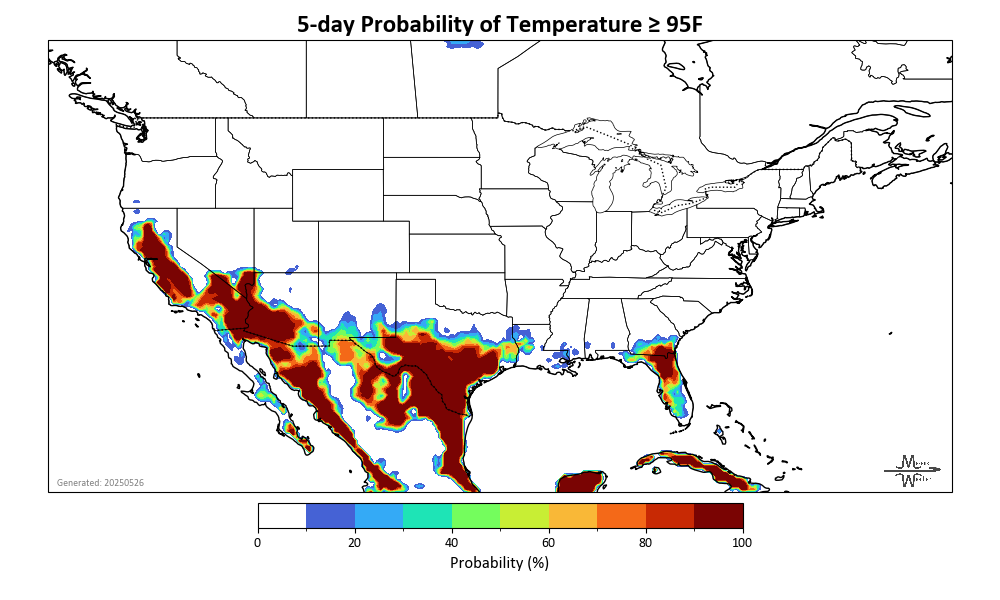 5-day Probability of Temperature ≥ 95F
Generated: 20250526
0 20 40 60 80 100
Probability (%)